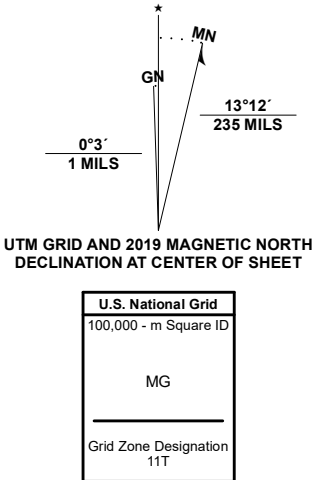 ★
MN
GN
13°12´
235 MILS
0°3´
1 MILS
UTM GRID AND 2019 MAGNETIC NORTH
DECLINATION AT CENTER OF SHEET
U.S. National Grid
100,000 - m Square ID
MG
Grid Zone Designation
11T